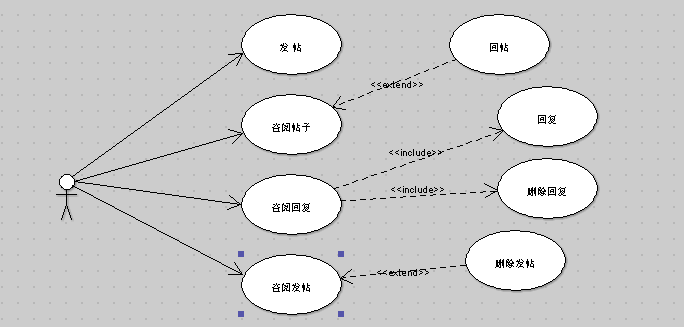 发 帖
回帖
<<extend>>
查阅帖子
回复
<<include>>
查阅回复
<<include>>
删除回复
查阅发帖
<<extend>>
删除发帖